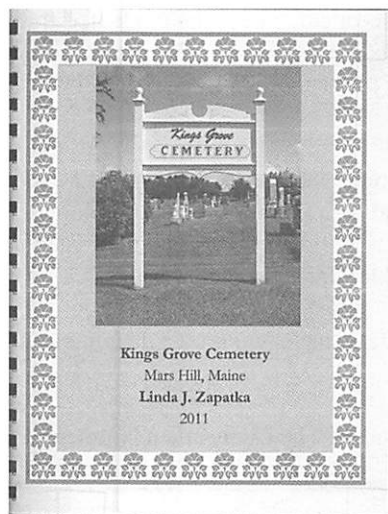 Kings Grove
CEMETERY
Kings Grove Cemetery
Mars Hill, Maine
Linda J. Zapatka
2011